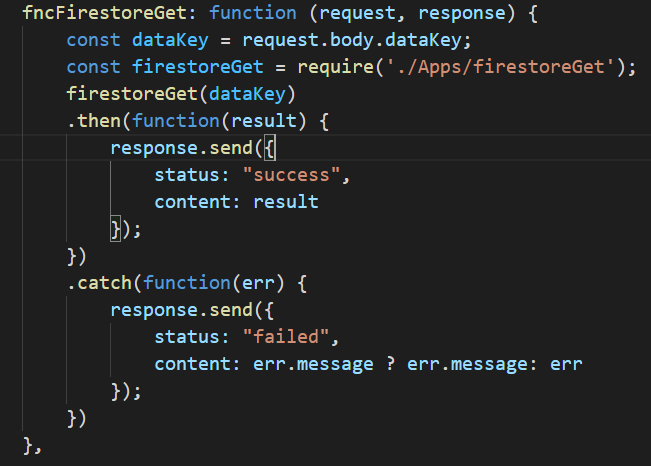 fncFirestoreGet: function (request, response) {
    const dataKey = request.body.dataKey;
    const firestoreGet = require('./Apps/firestoreGet');
    firestoreGet(dataKey)
    .then(function(result) {
        response.send({
            status: "success",
            content: result
        });
    })
    .catch(function(err) {
        response.send({
            status: "failed",
            content: err.message ? err.message: err
        });
    })
},